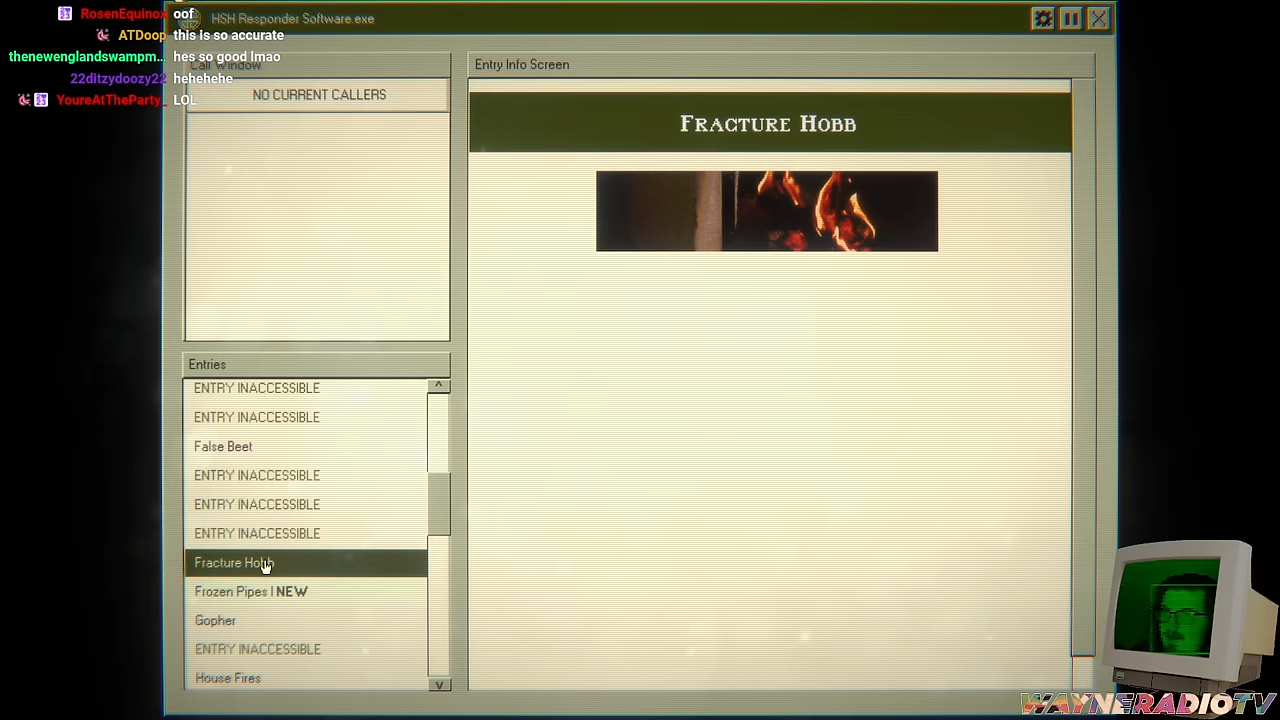 RosenEquinox oof
ATDoop this is so accurate
thenewenglandswampm... hes so good lmao
22ditzydoozy22 hehehehe
YoureAtTheParty_ LOL
HSH Responder Software.exe
Call Window
NO CURRENT CALLERS
Entry Info Screen
Fracture Hobb
Entries
ENTRY INACCESSIBLE
ENTRY INACCESSIBLE
False Beet
ENTRY INACCESSIBLE
ENTRY INACCESSIBLE
ENTRY INACCESSIBLE
Fracture Hobb
Frozen Pipes | NEW
Gopher
ENTRY INACCESSIBLE
House Fires
WAYNERADIOTV